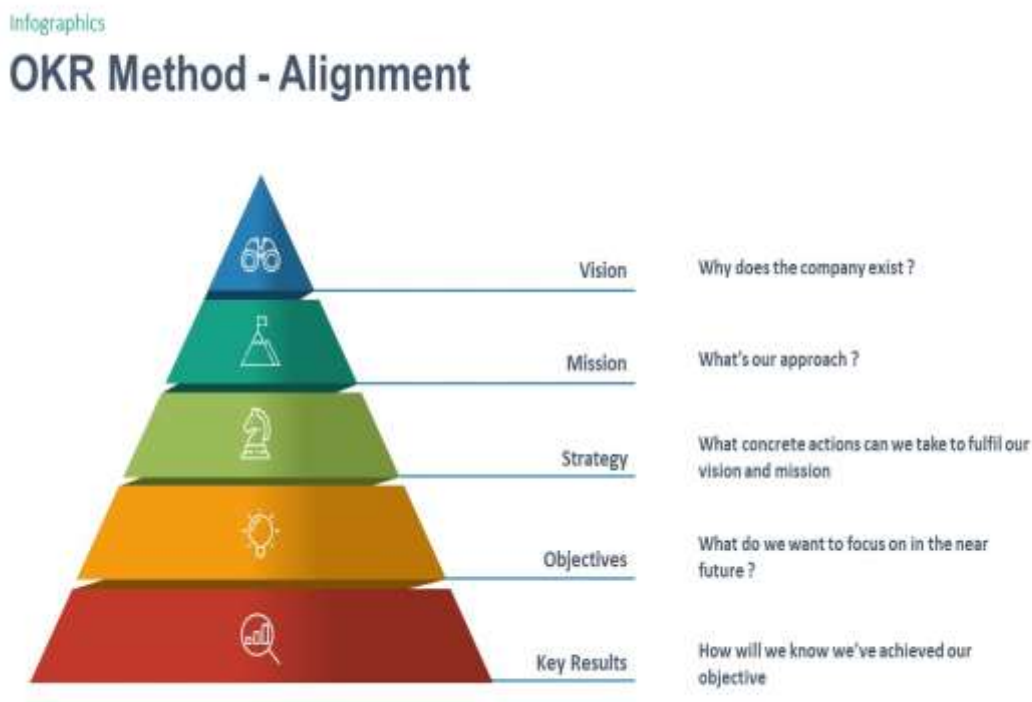 Infographics
OKR Method - Alignment
Vision
Why does the company exist ?
Mission
What's our approach ?
Strategy
What concrete actions can we take to fulfil our
vision and mission
Objectives
What do we want to focus on in the near
future ?
Key Results
How will we know we've achieved our
objective